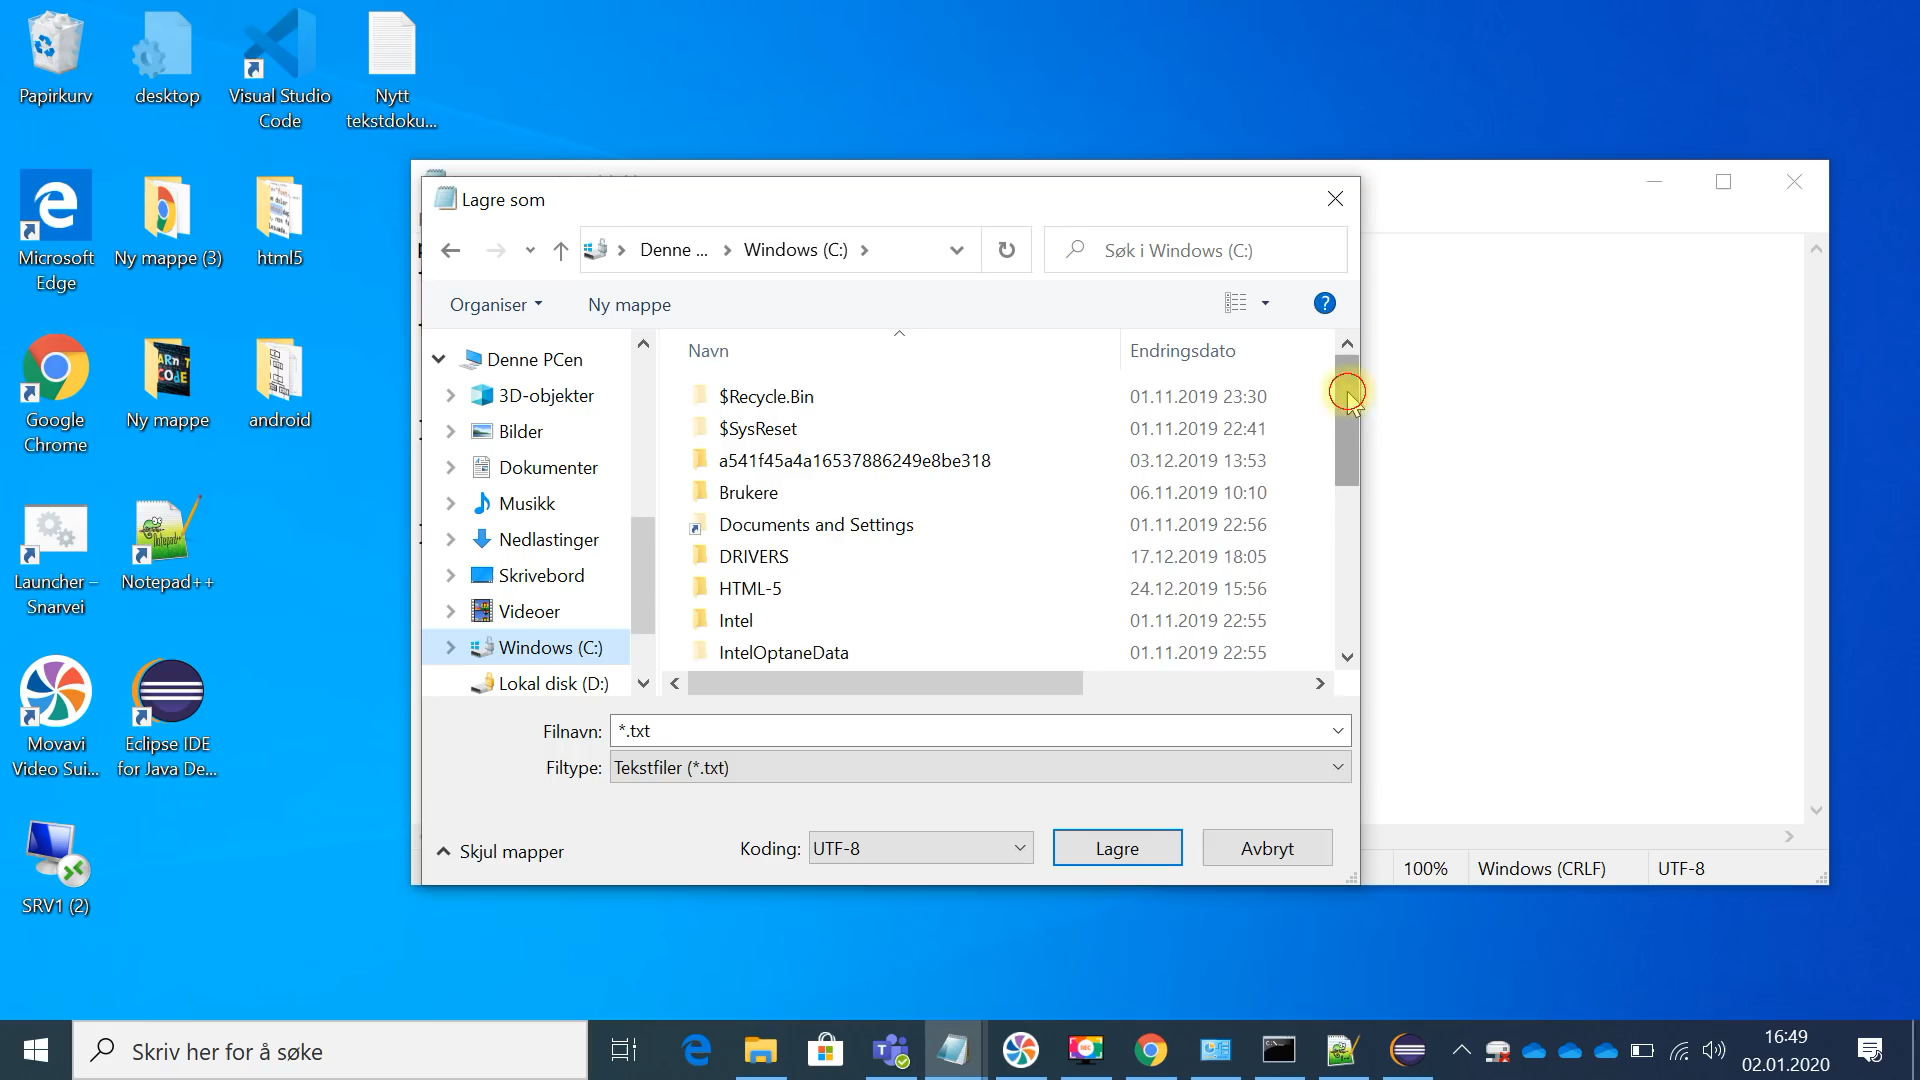 Papirkurv
desktop
Visual Studio
Code
Nytt
tekstdoku...
Microsoft
Edge
Ny mappe (3)
html5
Google
Chrome
Ny mappe
android
Launcher –
Snarvei
Notepad++
Movavi
Video Sui...
Eclipse IDE
for Java De...
SRV1 (2)
Lagre som
Denne ... Windows (C:)
Søk i Windows (C:)
Organiser
Ny mappe
Denne PCen
3D-objekter
Bilder
Dokumenter
Musikk
Nedlastinger
Skrivebord
Videoer
Windows (C:)
Lokal disk (D:)
Navn Endringsdato
$Recycle.Bin 01.11.2019 23:30
$SysReset 01.11.2019 22:41
a541f45a4a16537886249e8be318 03.12.2019 13:53
Brukere 06.11.2019 10:10
Documents and Settings 01.11.2019 22:56
DRIVERS 17.12.2019 18:05
HTML-5 24.12.2019 15:56
Intel 01.11.2019 22:55
IntelOptaneData 01.11.2019 22:55
Filnavn: *.txt
Filtype: Tekstfiler (*.txt)
Skjul mapper
Koding: UTF-8
Lagre
Avbryt
100% Windows (CRLF) UTF-8
Skriv her for å søke
16:49
02.01.2020